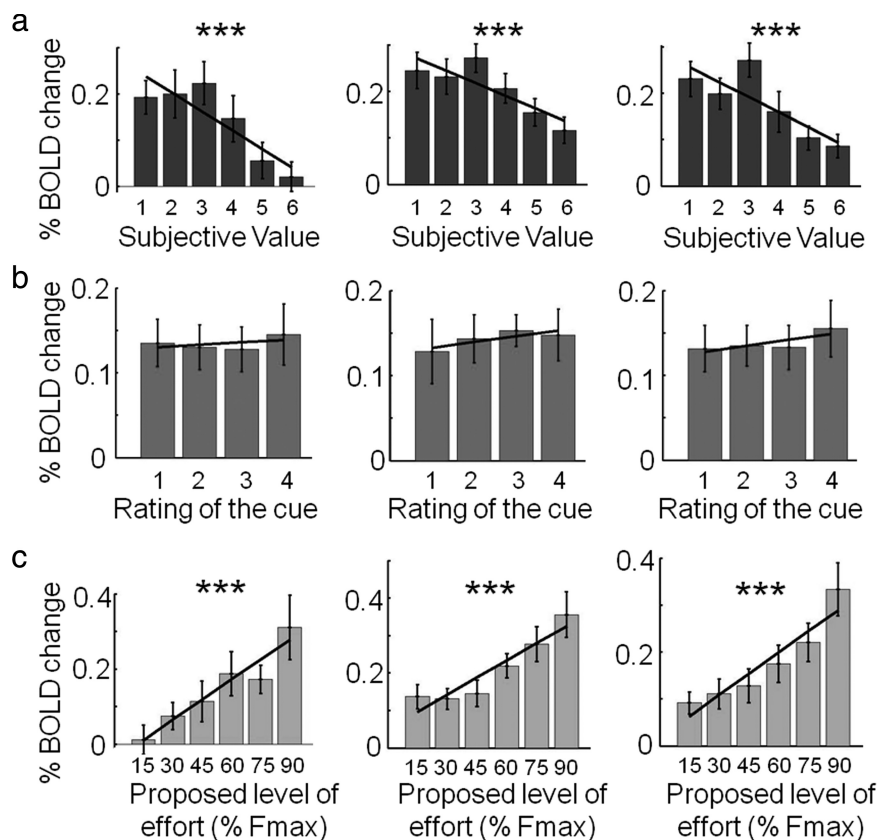 a
*** *** ***
% BOLD change
0.2 0.2 0.2
0 0 0
1 2 3 4 5 6 1 2 3 4 5 6 1 2 3 4 5 6
Subjective Value Subjective Value Subjective Value
b
% BOLD change
0.2 0.2 0.2
0.1 0.1 0.1
0 0 0
1 2 3 4 1 2 3 4 1 2 3 4
Rating of the cue Rating of the cue Rating of the cue
c
% BOLD change
*** *** ***
0.4 0.4 0.4
0.2 0.2 0.2
0 0 0
15 30 45 60 75 90 15 30 45 60 75 90 15 30 45 60 75 90
Proposed level of Proposed level of Proposed level of
effort (% Fmax) effort (% Fmax) effort (% Fmax)